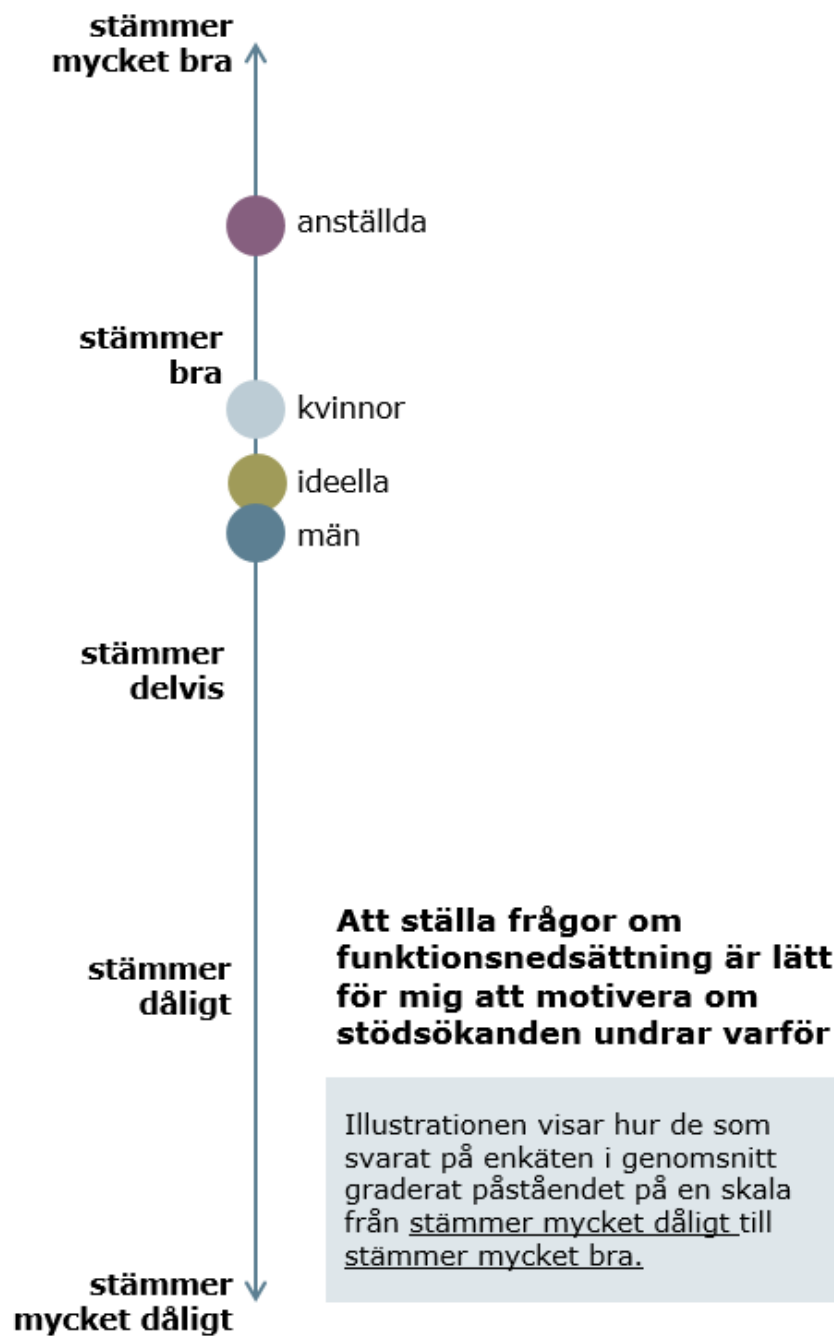 stämmer
mycket bra
anställda
stämmer
bra
kvinnor
ideella
män
stämmer
delvis
stämmer
dåligt
Att ställa frågor om
funktionsnedsättning är lätt
för mig att motivera om
stödsökanden undrar varför
Illustrationen visar hur de som
svarat på enkäten i genomsnitt
graderat påståendet på en skala
från stämmer mycket dåligt till
stämmer mycket bra.
stämmer
mycket dåligt